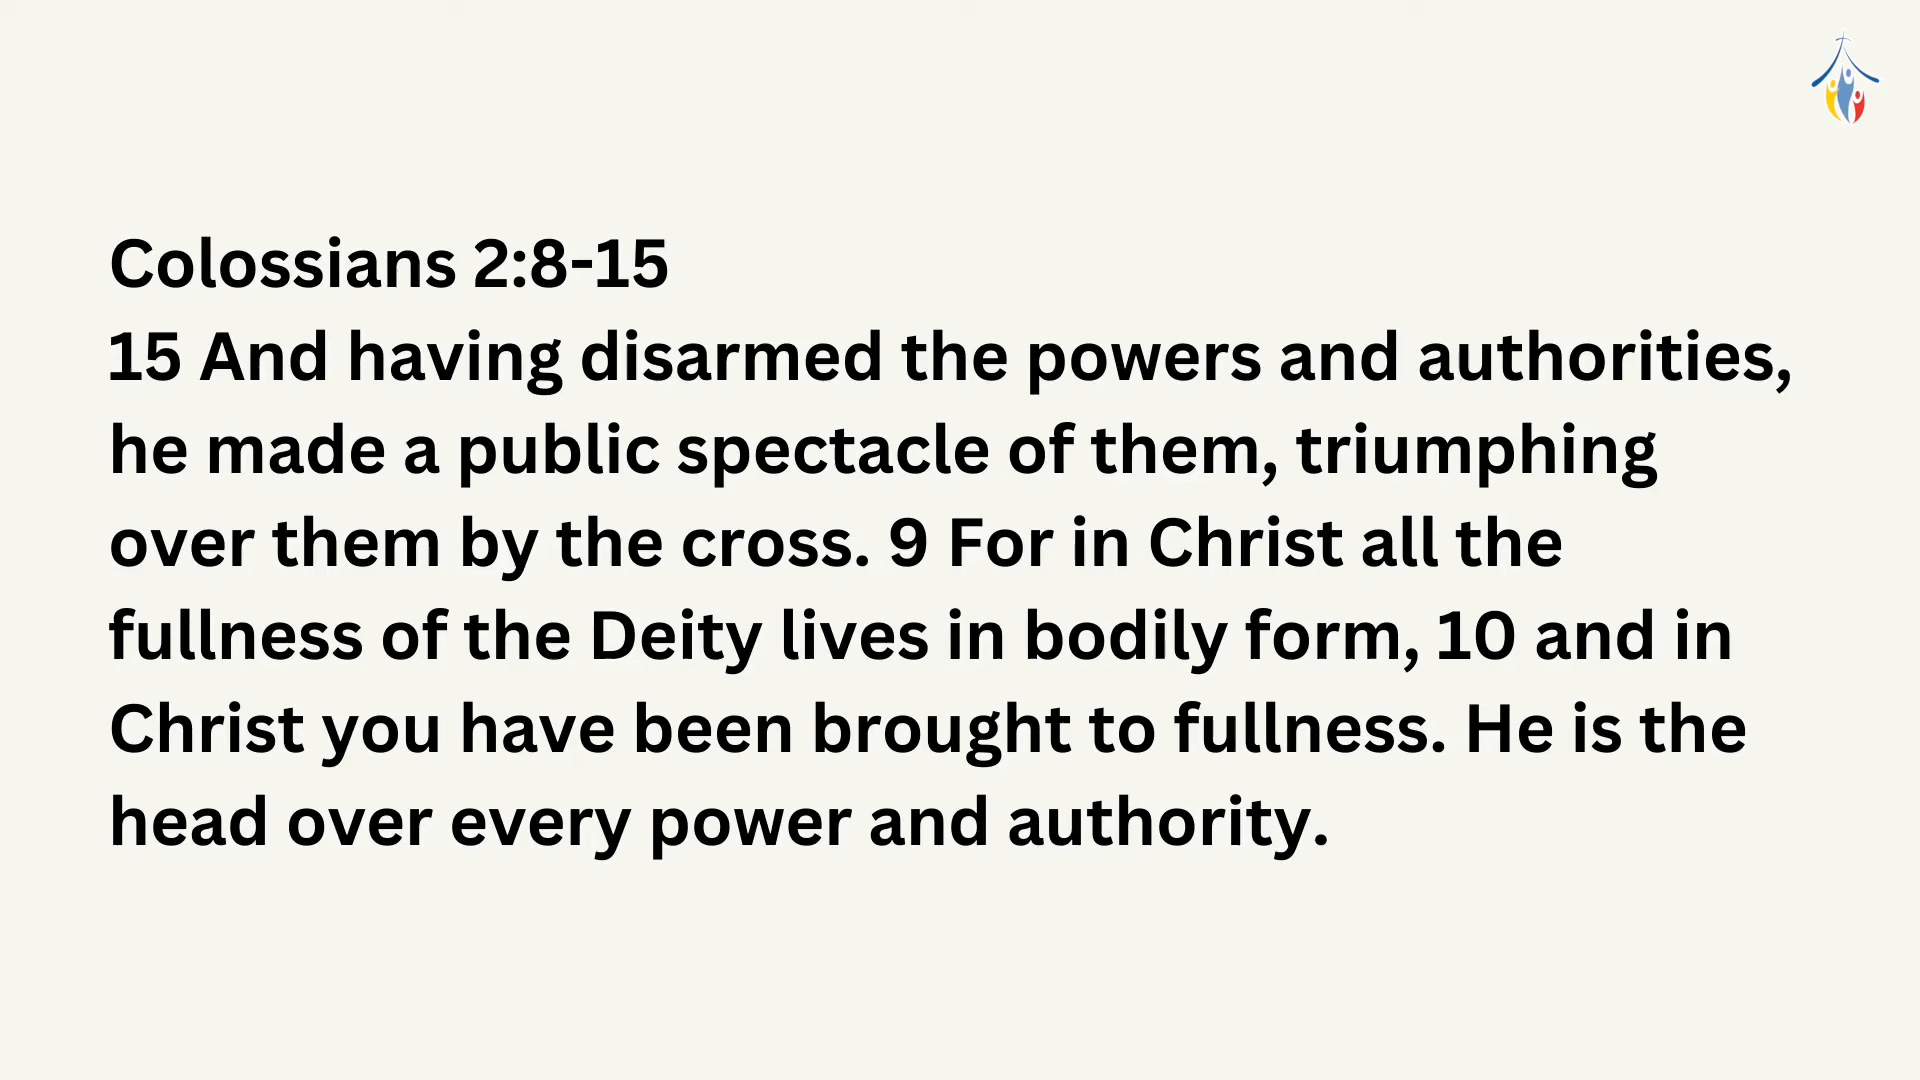 Colossians 2:8-15
15 And having disarmed the powers and authorities,
he made a public spectacle of them, triumphing
over them by the cross. 9 For in Christ all the
fullness of the Deity lives in bodily form, 10 and in
Christ you have been brought to fullness. He is the
head over every power and authority.